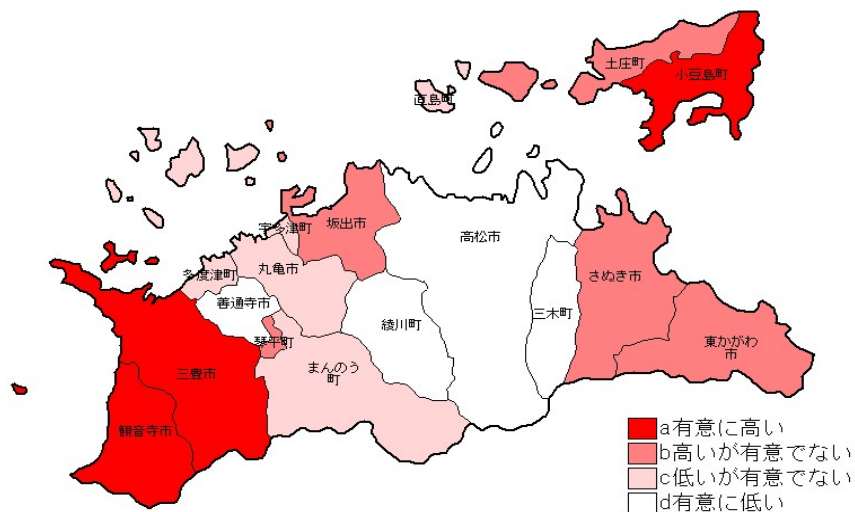 土庄町
小豆島町
直島町
宇多津町
坂出市
高松市
多度津町
丸亀市
さぬき市
善通寺市
綾川町
三木町
琴平町
東かがわ
市
三豊市
まんのう
町
観音寺市
a有意に高い
b高いが有意でない
c低いが有意でない
d有意に低い